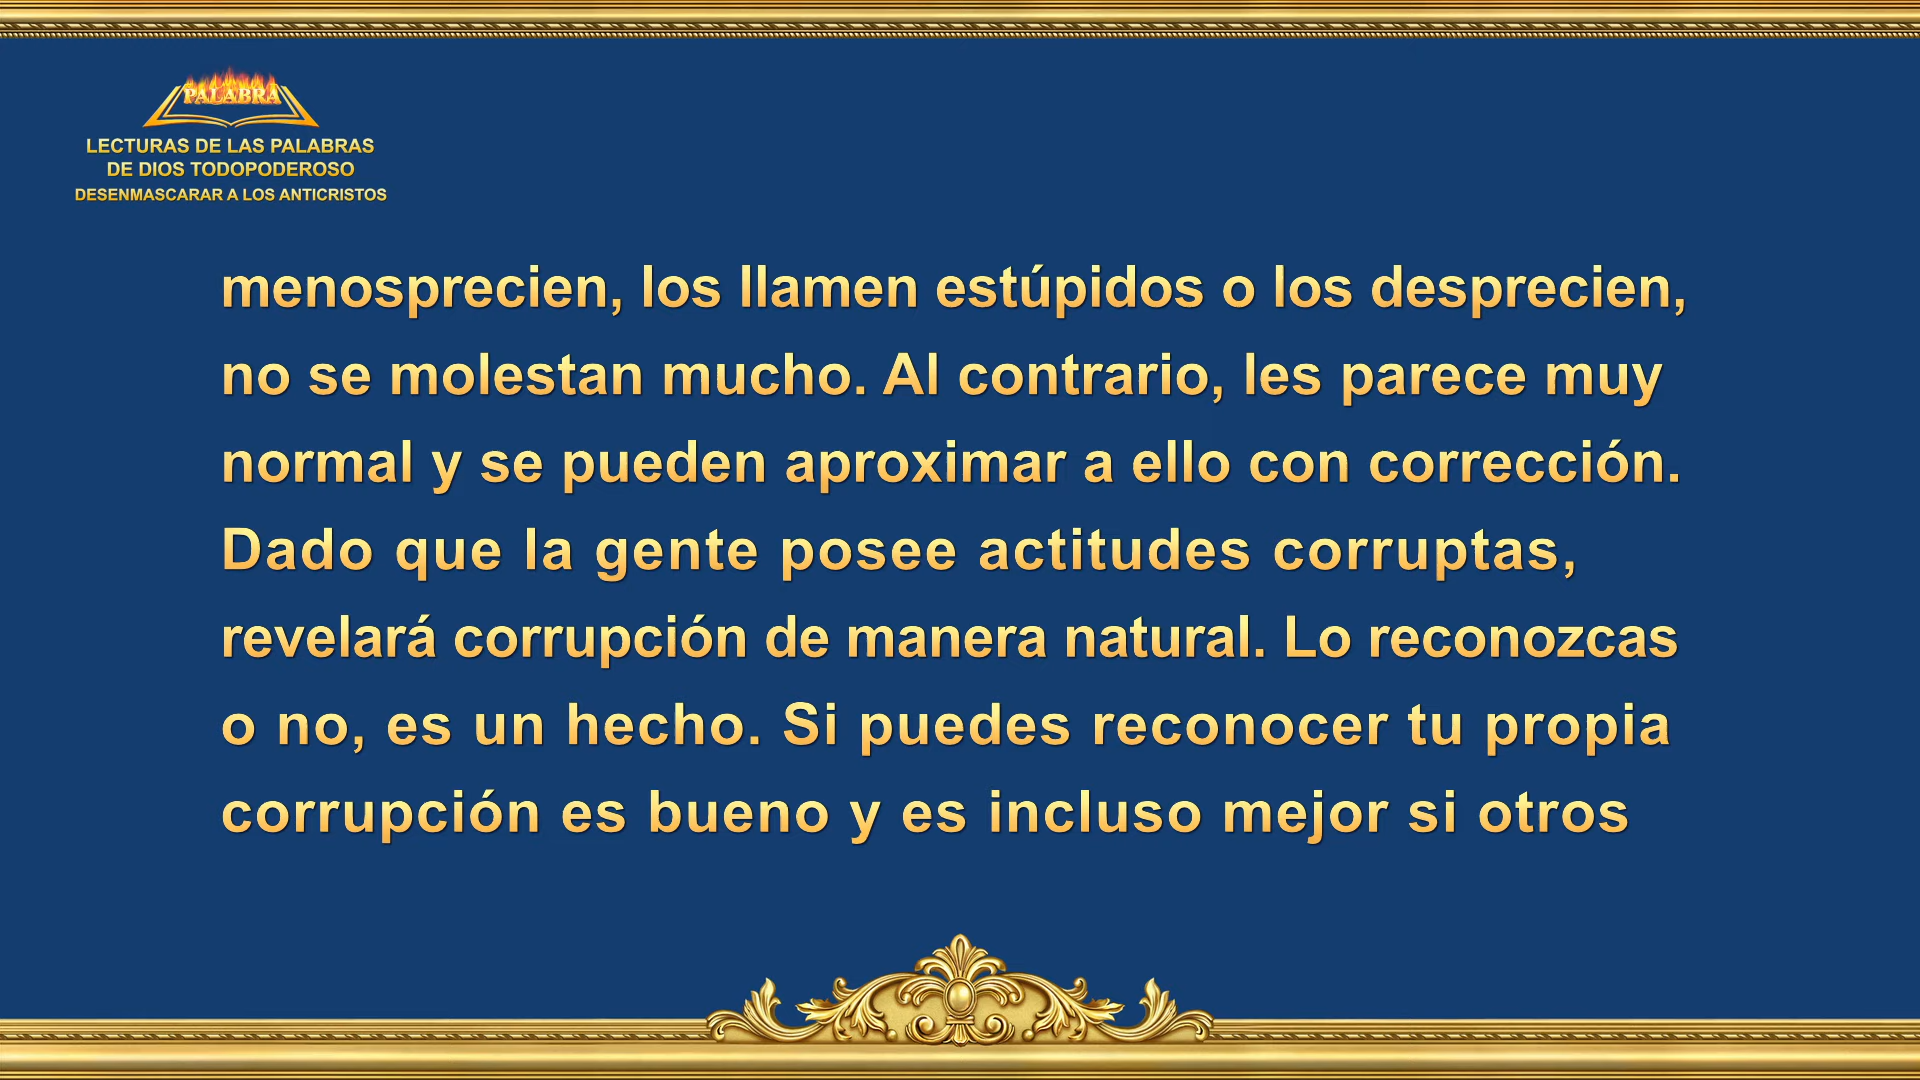 PALABRA
LECTURAS DE LAS PALABRAS
DE DIOS TODOPODEROSO
DESENMASCARAR A LOS ANTICRISTOS
menosprecien, los llamen estúpidos o los desprecien,
no se molestan mucho. Al contrario, les parece muy
normal y se pueden aproximar a ello con corrección.
Dado que la gente posee actitudes corruptas,
revelará corrupción de manera natural. Lo reconozcas
o no, es un hecho. Si puedes reconocer tu propia
corrupción es bueno y es incluso mejor si otros